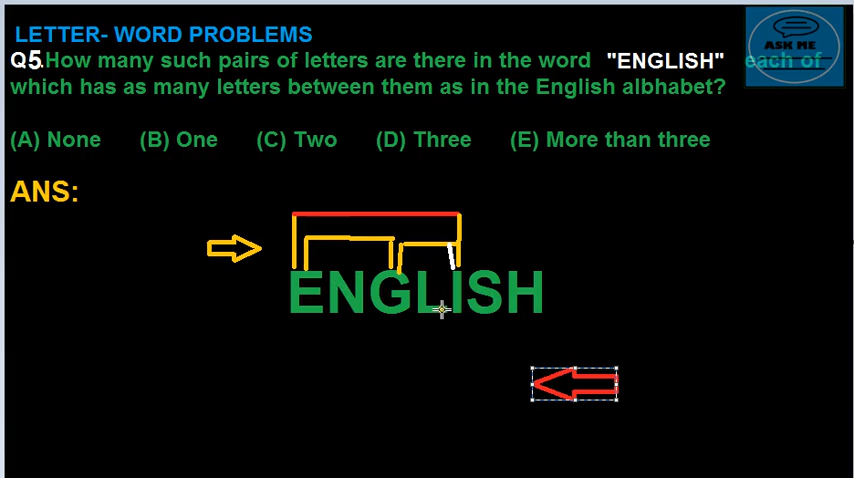 LETTER- WORD PROBLEMS
Q5.How many such pairs of letters are there in the word "ENGLISH" each of
which has as many letters between them as in the English albhabet?
(A) None (B) One (C) Two (D) Three (E) More than three
ANS:
ENGLISH
ASK ME